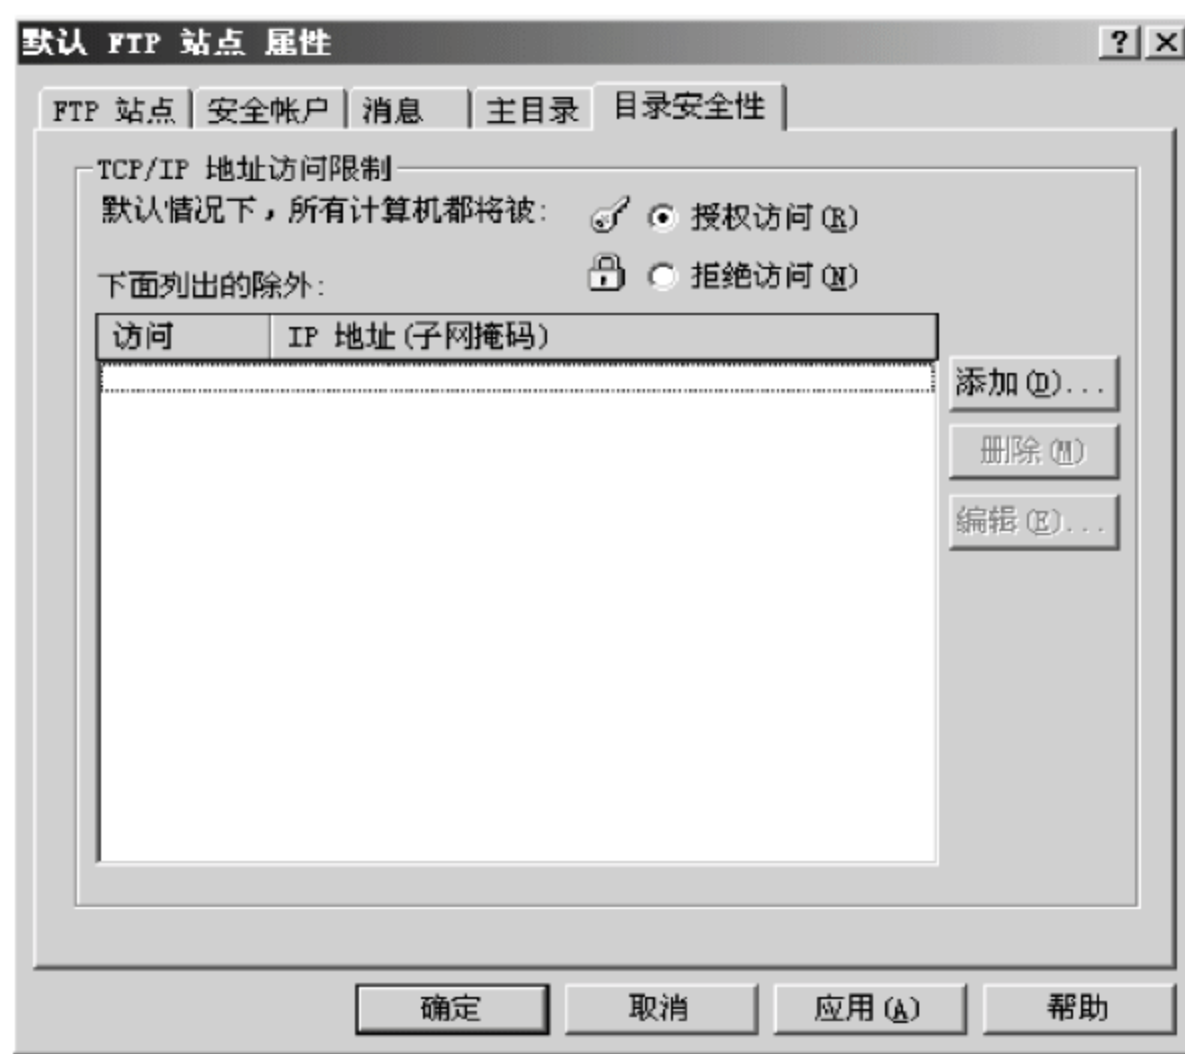 默认 FTP 站点 属性
FTP 站点 安全帐户 消息 主目录 目录安全性
TCP/IP 地址访问限制
默认情况下，所有计算机都将被: 授权访问(R)
拒绝访问(N)
下面列出的除外:
访问 IP 地址(子网掩码)
添加(D)...
删除(M)
编辑(E)...
确定 取消 应用(A) 帮助